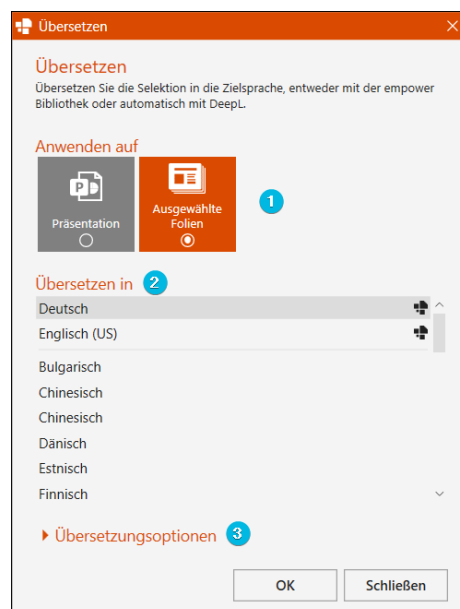 Übersetzen
Übersetzen
Übersetzen Sie die Selektion in die Zielsprache, entweder mit der empower
Bibliothek oder automatisch mit DeepL.
Anwenden auf
Präsentation
Ausgewählte
Folien
1
Übersetzen in 2
Deutsch
Englisch (US)
Bulgarisch
Chinesisch
Chinesisch
Dänisch
Estnisch
Finnisch
Übersetzungsoptionen 3
OK Schließen